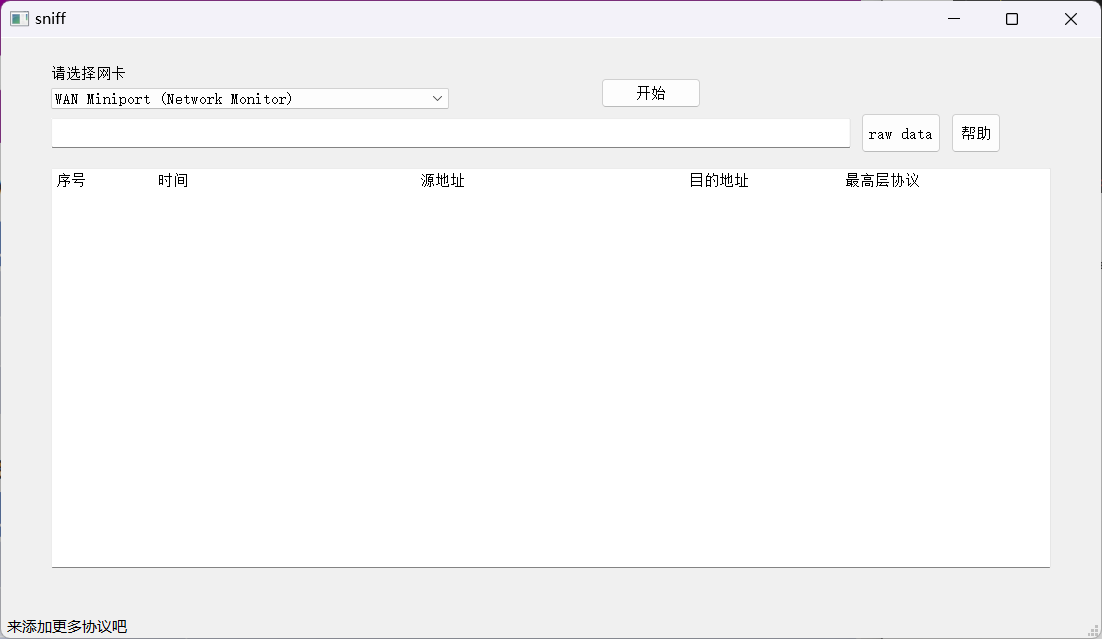 sniff
请选择网卡
WAN Miniport (Network Monitor)
开始
raw data
帮助
序号 时间 源地址 目的地址 最高层协议
来添加更多协议吧